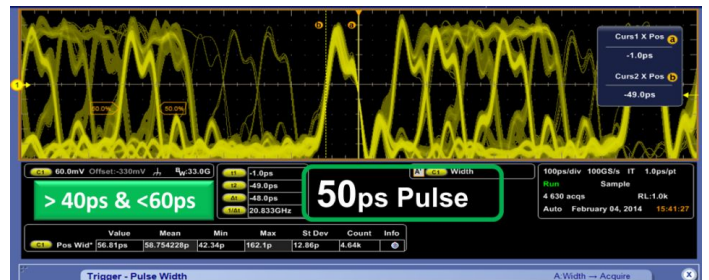 b a
Curs1 X Pos a
-1.0ps
Curs2 X Pos b
-49.0ps
1
50.0% 50.0%
C1 60.0mV Offset:-330mV BW:33.0G
> 40ps & <60ps
t1 -1.0ps
t2 -49.0ps
Δt -48.0ps
1/Δt 20.833GHz
A' C1 Width
50ps Pulse
100ps/div 100GS/s IT 1.0ps/pt
Run Sample
4 630 acqs RL:1.0k
Auto February 04, 2014 15:41:27
Value Mean Min Max St Dev Count Info
C1 Pos Wid* 56.81ps 58.754228p 42.34p 162.1p 12.86p 4.64k
Trigger - Pulse Width A:Width → Acquire X